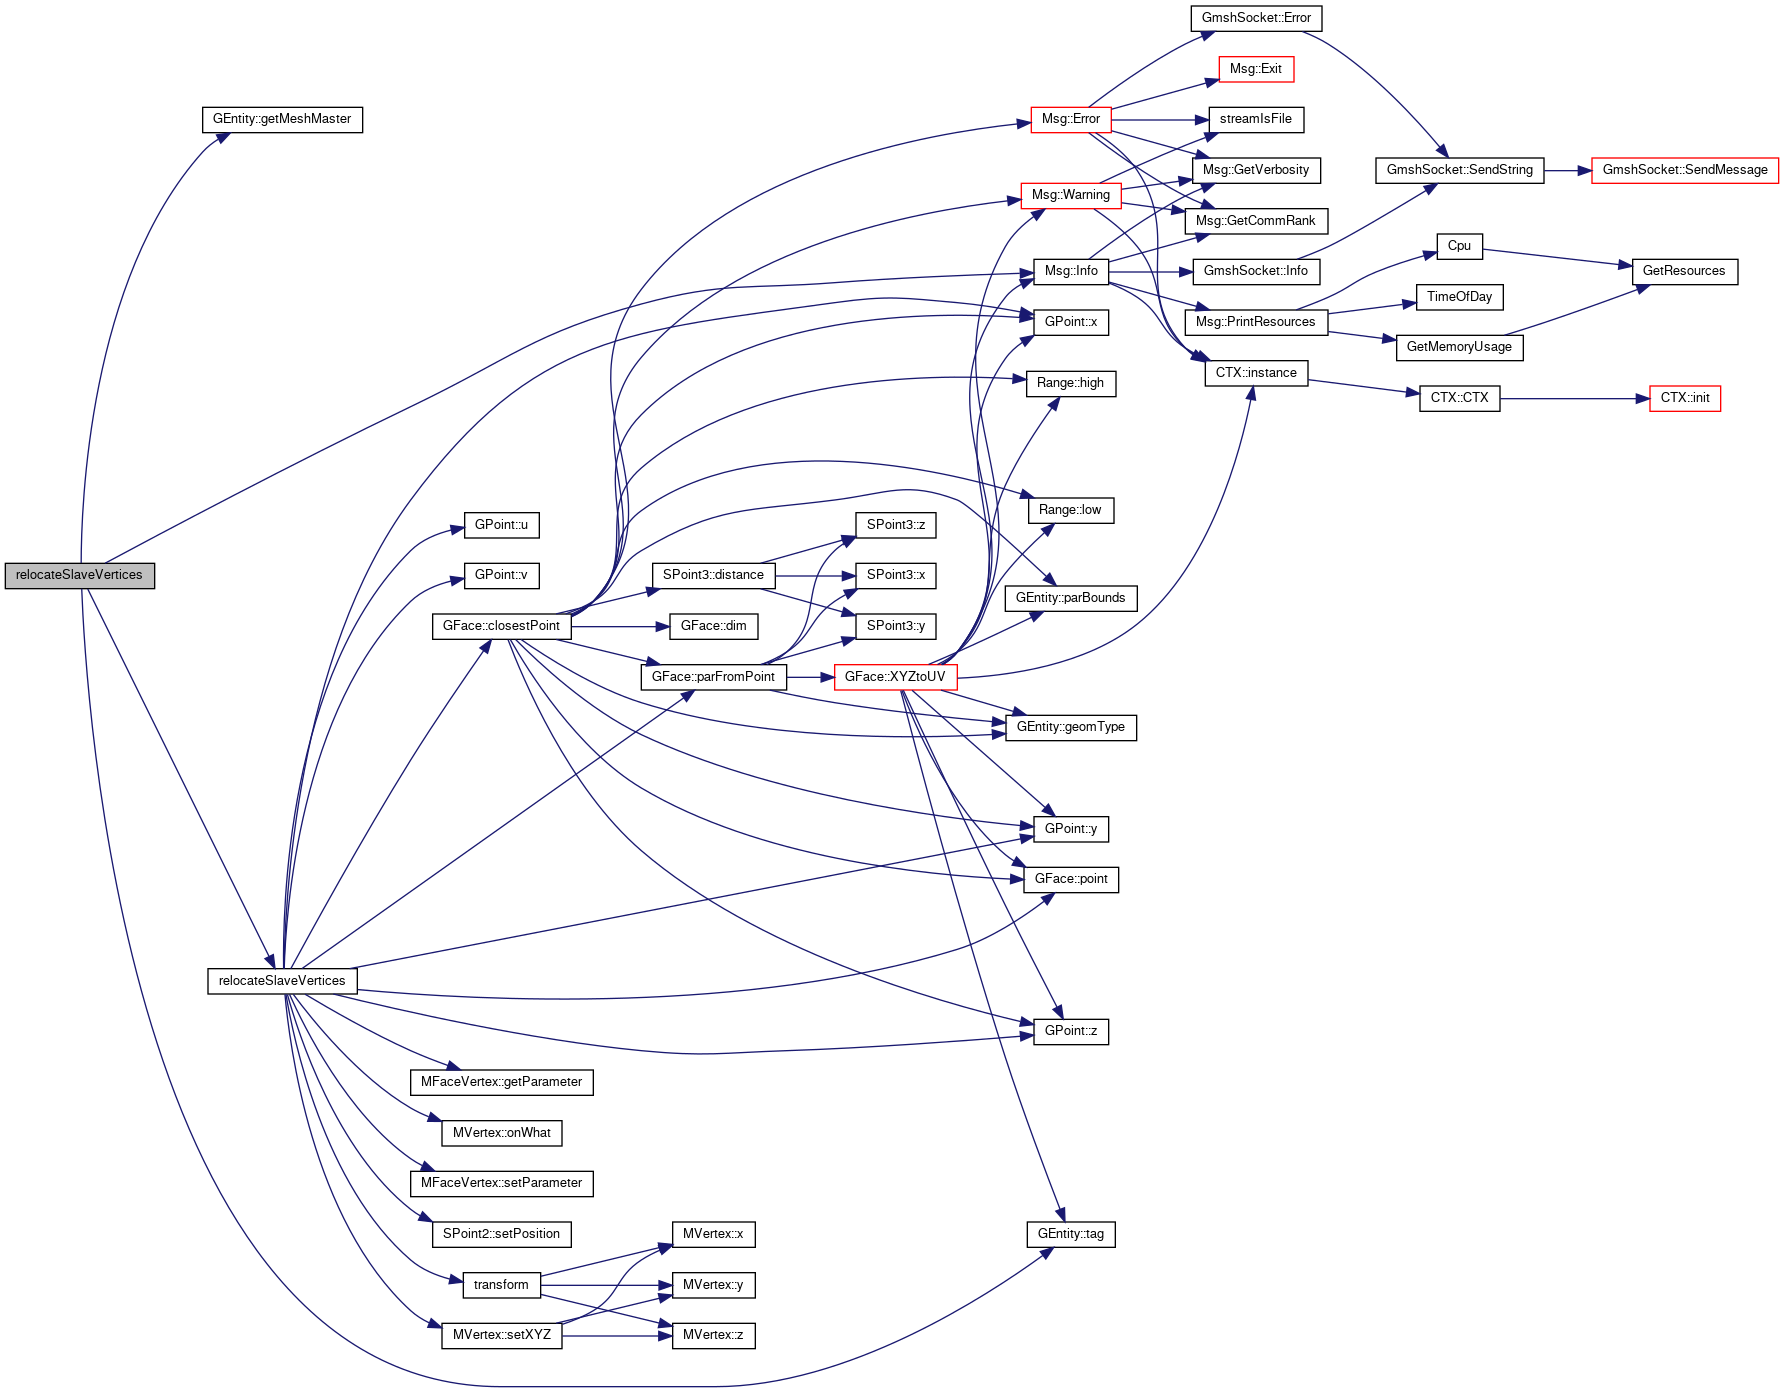 GmshSocket::Error
Msg::Exit
GEntity::getMeshMaster
Msg::Error
streamIsFile
Msg::GetVerbosity
GmshSocket::SendString
GmshSocket::SendMessage
Msg::Warning
Msg::GetCommRank
Cpu
Msg::Info
GmshSocket::Info
GetResources
TimeOfDay
GPoint::x
Msg::PrintResources
GetMemoryUsage
Range::high
CTX::instance
CTX::CTX
CTX::init
Range::low
GPoint::u
SPoint3::z
relocateSlaveVertices
GPoint::v
SPoint3::distance
SPoint3::x
GEntity::parBounds
GFace::closestPoint
GFace::dim
SPoint3::y
GFace::parFromPoint
GFace::XYZtoUV
GEntity::geomType
GPoint::y
GFace::point
relocateSlaveVertices
GPoint::z
MFaceVertex::getParameter
MVertex::onWhat
MFaceVertex::setParameter
SPoint2::setPosition
MVertex::x
GEntity::tag
transform
MVertex::y
MVertex::setXYZ
MVertex::z